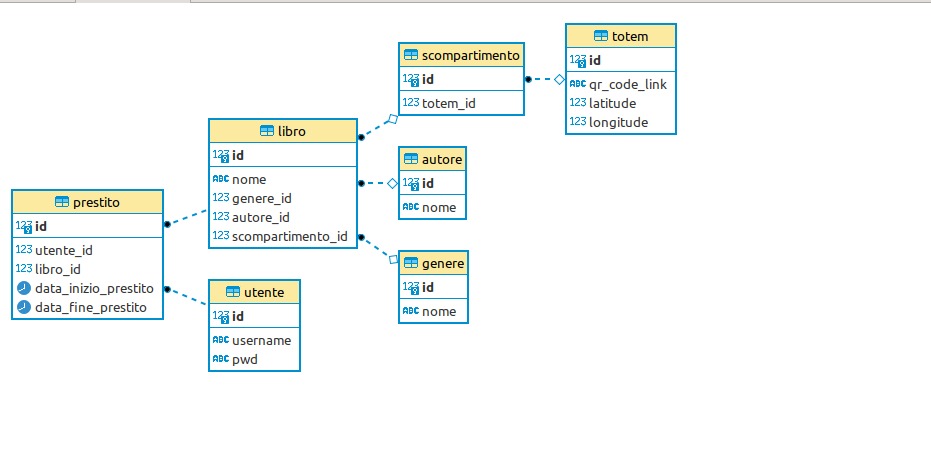 prestito
123 id
123 utente_id
123 libro_id
data_inizio_prestito
data_fine_prestito
libro
123 id
ABC nome
123 genere_id
123 autore_id
123 scompartimento_id
utente
123 id
ABC username
ABC pwd
scompartimento
123 id
123 totem_id
autore
123 id
ABC nome
genere
123 id
ABC nome
totem
123 id
ABC qr_code_link
123 latitude
123 longitude